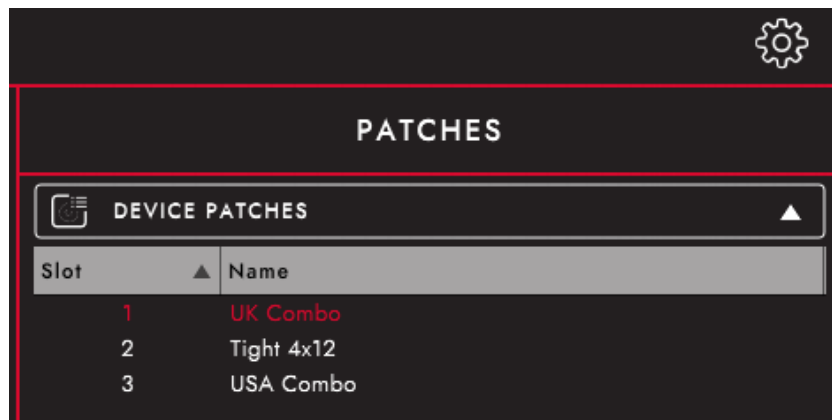 PATCHES
DEVICE PATCHES
Slot Name
1 UK Combo
2 Tight 4x12
3 USA Combo